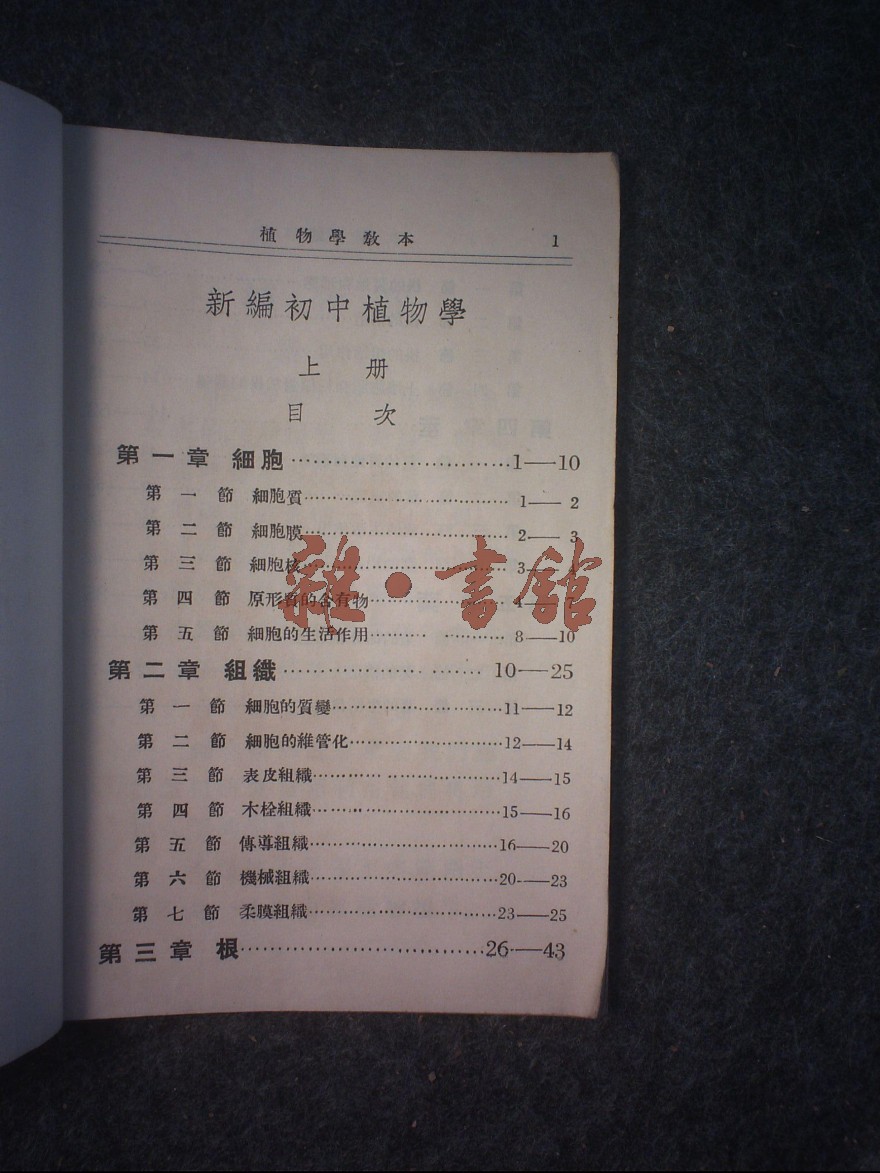 植物學教本 1
新編初中植物學
上册
目次
第一章 細胞 1——10
第一節 細胞質 1——2
第二節 細胞膜 2——3
第三節 細胞核 3——
第四節 原形質的含有物 4——
第五節 細胞的生活作用 8——10
第二章 組織 10——25
第一節 細胞的質變 11——12
第二節 細胞的維管化 12——14
第三節 表皮組織 14——15
第四節 木栓組織 15——16
第五節 傳導組織 16——20
第六節 機械組織 20——23
第七節 柔膜組織 23——25
第三章 根 26——43
雜·書館